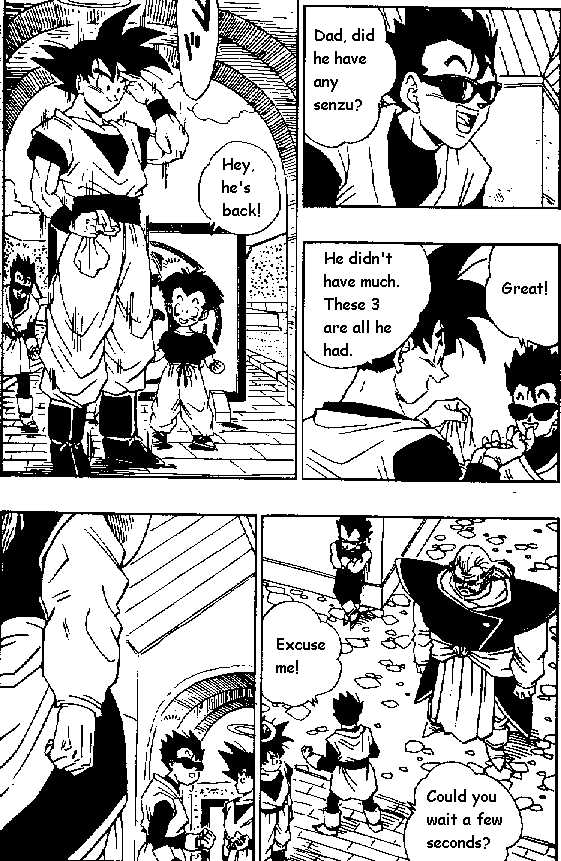 Hey,
he's
back!
Dad, did
he have
any
senzu?
He didn't
have much.
These 3
are all he
had.
Great!
Excuse
me!
Could you
wait a few
seconds?